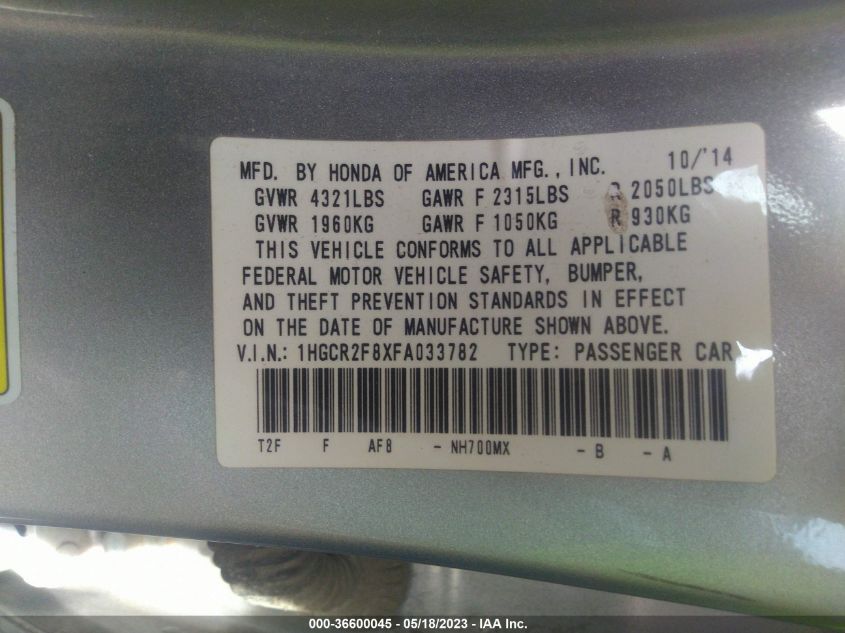 MFD. BY HONDA OF AMERICA MFG., INC. 10/'14
GVWR 4321LBS GAWR F 2315LBS R 2050LBS
GVWR 1960KG GAWR F 1050KG R 930KG
THIS VEHICLE CONFORMS TO ALL APPLICABLE
FEDERAL MOTOR VEHICLE SAFETY, BUMPER,
AND THEFT PREVENTION STANDARDS IN EFFECT
ON THE DATE OF MANUFACTURE SHOWN ABOVE.
V.I.N.: 1HGCR2F8XFA033782 TYPE: PASSENGER CAR
T2F F AF8 - NH700MX - B - A
000-36600045 - 05/18/2023 - IAA Inc.